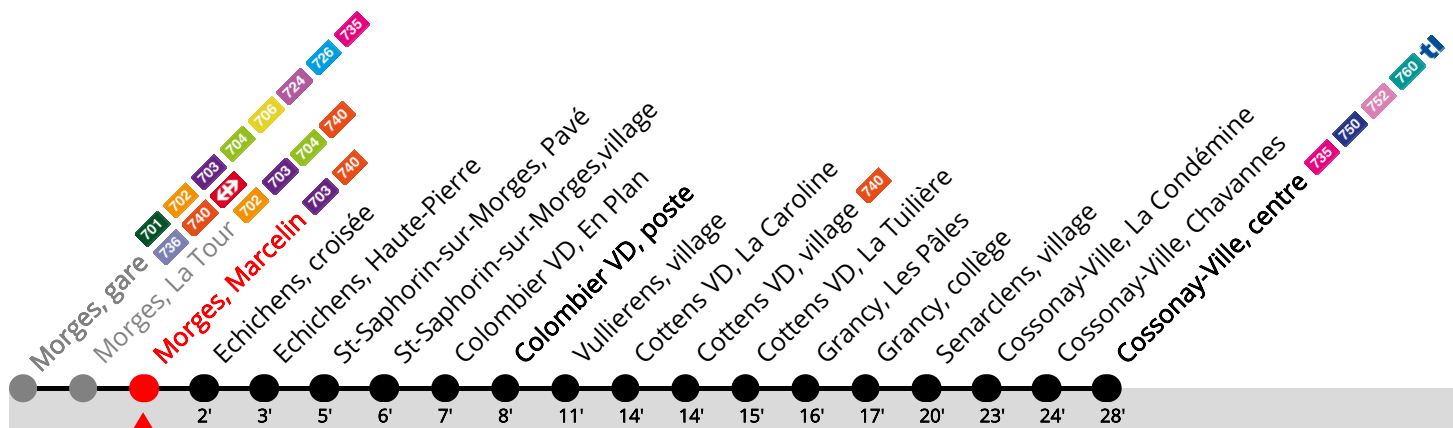 Morges, gare 701 702 703 704 706 724 726 735
736 740
Morges, La Tour 702 703 704 740
Morges, Marcelin 703 740
Echichens, croisée
Echichens, Haute-Pierre
St-Saphorin-sur-Morges, Pavé
St-Saphorin-sur-Morges,village
Colombier VD, En Plan
Colombier VD, poste
Vullierens, village
Cottens VD, La Caroline
Cottens VD, village 740
Cottens VD, La Tuilière
Grancy, Les Pâles
Grancy, collège
Senarclens, village
Cossonay-Ville, La Condémine
Cossonay-Ville, Chavannes
Cossonay-Ville, centre 735 750 752 760 tl
2' 3' 5' 6' 7' 8' 11' 14' 14' 15' 16' 17' 20' 23' 24' 28'